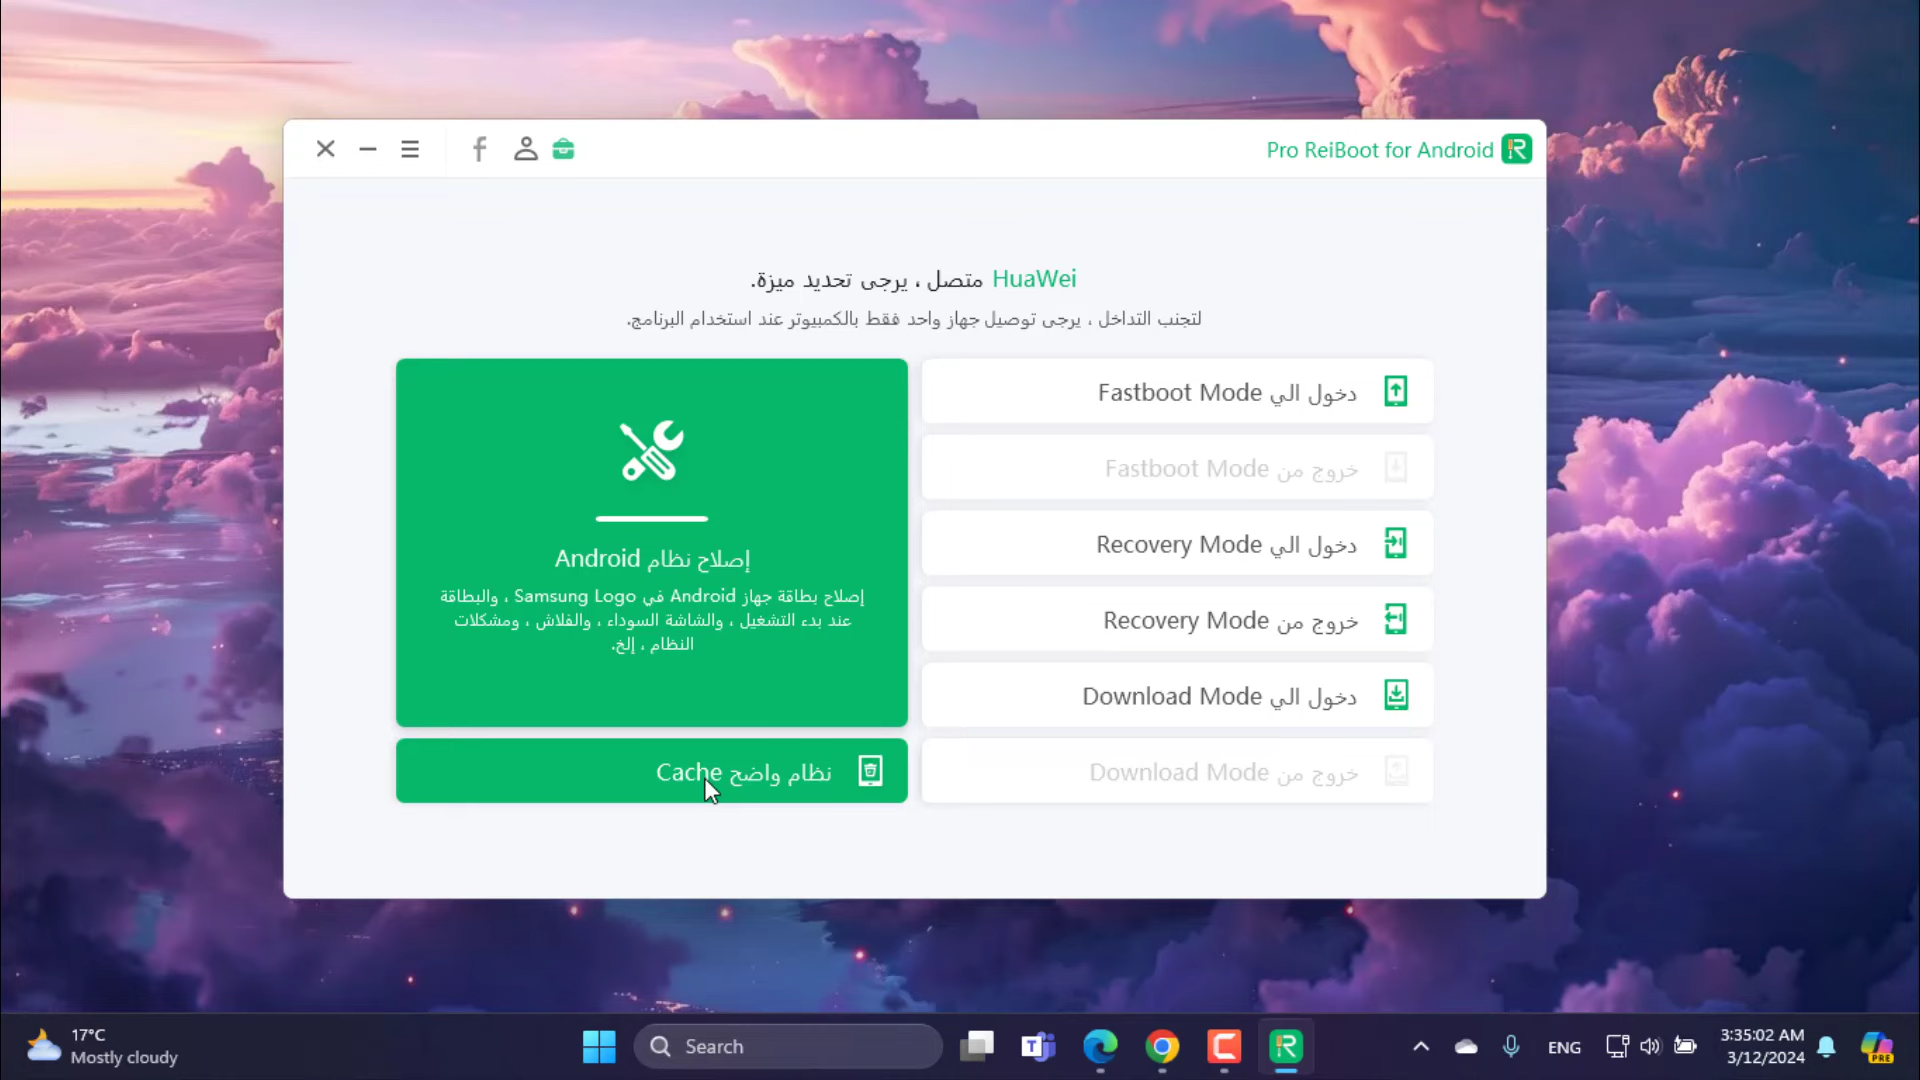 Pro ReiBoot for Android
HuaWei متصل ، يرجى تحديد ميزة.
لتجنب التداخل ، يرجى توصيل جهاز واحد فقط بالكمبيوتر عند استخدام البرنامج.
دخول الي Fastboot Mode
خروج من Fastboot Mode
دخول الي Recovery Mode
خروج من Recovery Mode
دخول الي Download Mode
خروج من Download Mode
إصلاح نظام Android
إصلاح بطاقة جهاز Android في Samsung Logo ، والبطاقة
عند بدء التشغيل ، والشاشة السوداء ، والفلاش ، ومشكلات
النظام ، إلخ.
نظام واضح Cache
17°C
Mostly cloudy
Search
ENG
3:35:02 AM
3/12/2024
PRE